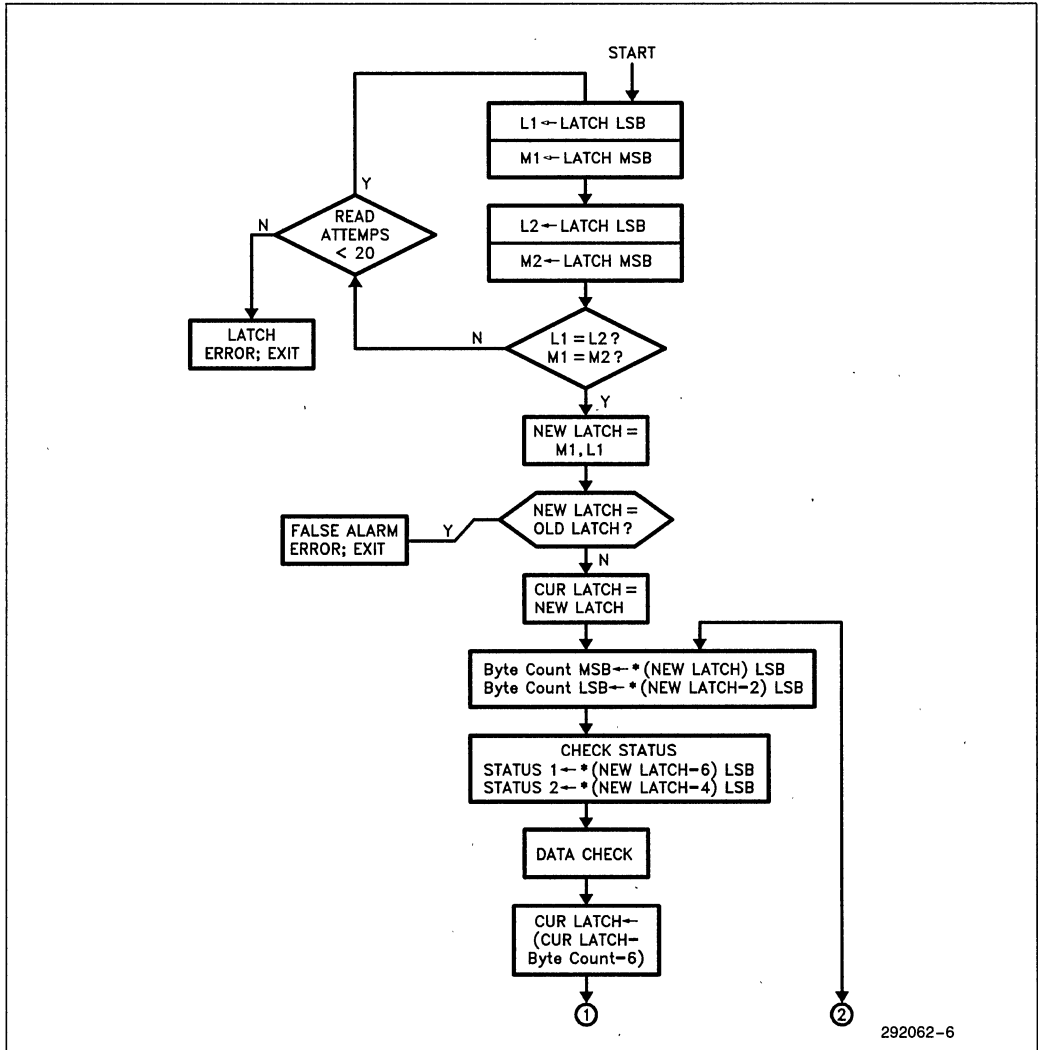 START
L1←LATCH LSB
M1←LATCH MSB
L2←LATCH LSB
M2←LATCH MSB
Y
READ
ATTEMPS
< 20
N
LATCH
ERROR; EXIT
N
L1=L2?
M1=M2?
Y
NEW LATCH=
M1,L1
NEW LATCH=
OLD LATCH?
Y
FALSE ALARM
ERROR; EXIT
N
CUR LATCH=
NEW LATCH
Byte Count MSB←*(NEW LATCH) LSB
Byte Count LSB←*(NEW LATCH-2) LSB
CHECK STATUS
STATUS 1←*(NEW LATCH-6) LSB
STATUS 2←*(NEW LATCH-4) LSB
DATA CHECK
CUR LATCH←
(CUR LATCH-
Byte Count-6)
1
2
292062-6